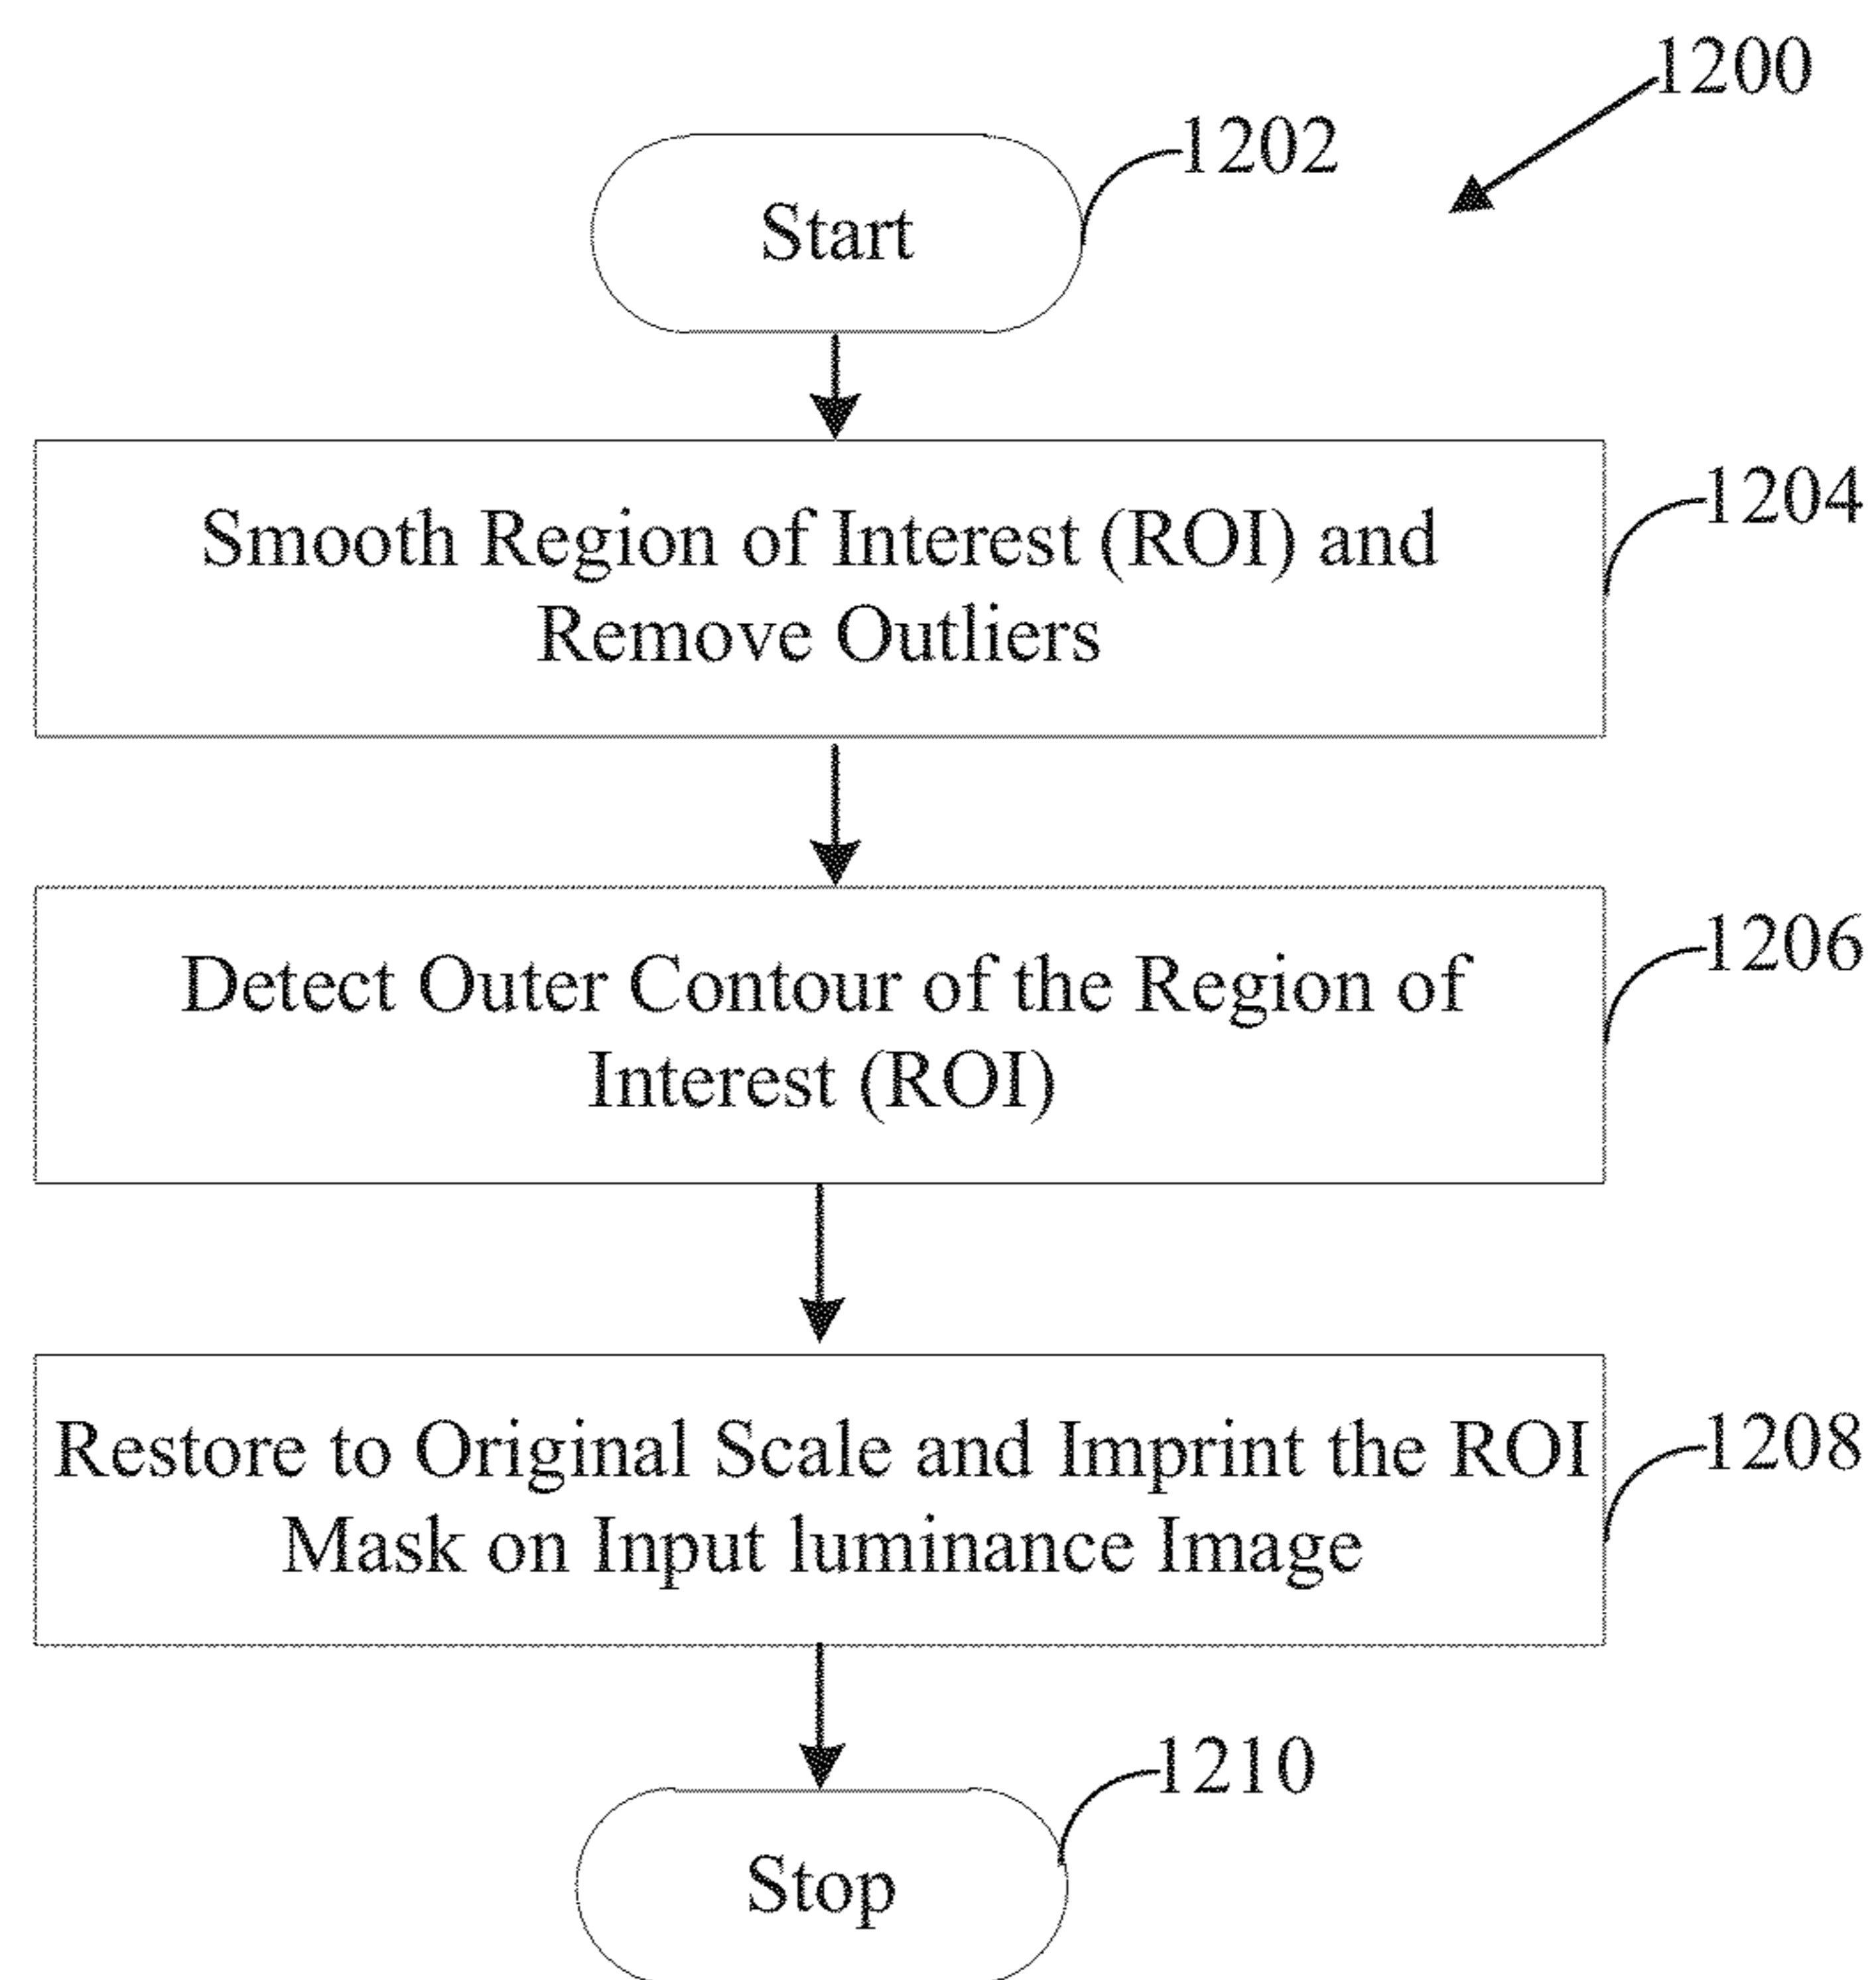 1200
1202
Start
1204
Smooth Region of Interest (ROI) and
Remove Outliers
1206
Detect Outer Contour of the Region of
Interest (ROI)
1208
Restore to Original Scale and Imprint the ROI
Mask on Input luminance Image
1210
Stop